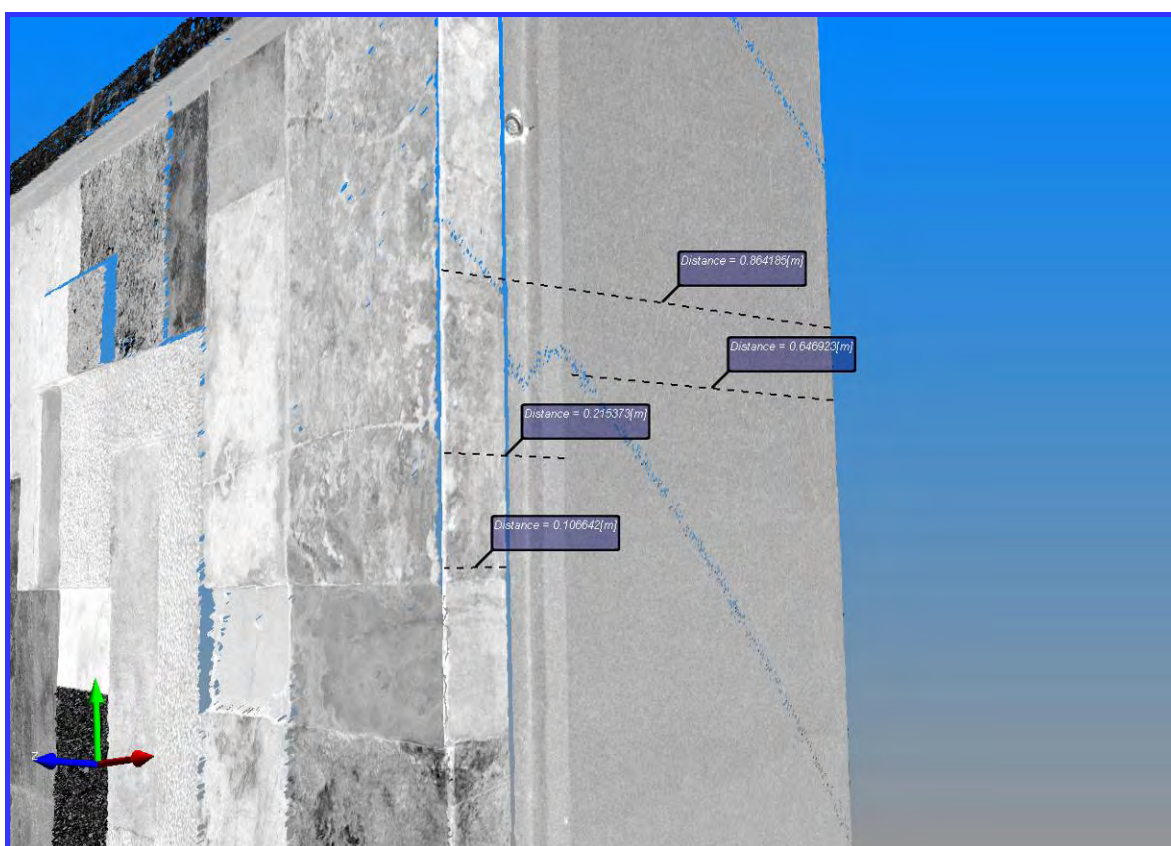 Distance = 0.864185[m]
Distance = 0.646923[m]
Distance = 0.215373[m]
Distance = 0.106642[m]
Z